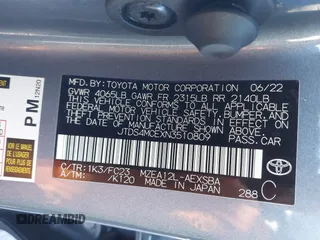 MFD. BY: TOYOTA MOTOR CORPORATION 06/22
GVWR 4065LB GAWR FR 2315LB RR 2140LB
THIS VEHICLE CONFORMS TO ALL APPLICABLE
FEDERAL MOTOR VEHICLE SAFETY,
BUMPER, AND THEFT PREVENTION
STANDARDS IN EFFECT ON THE DATE OF
MANUFACTURE SHOWN ABOVE.
JTDS4MCEXNJ510809 PASS.CAR
C/TR:1K3/FC23 MZEA12L-AEXSBA
A/TM: /K120 MADE IN JAPAN 288 C
PM
12N20
DREAMBID